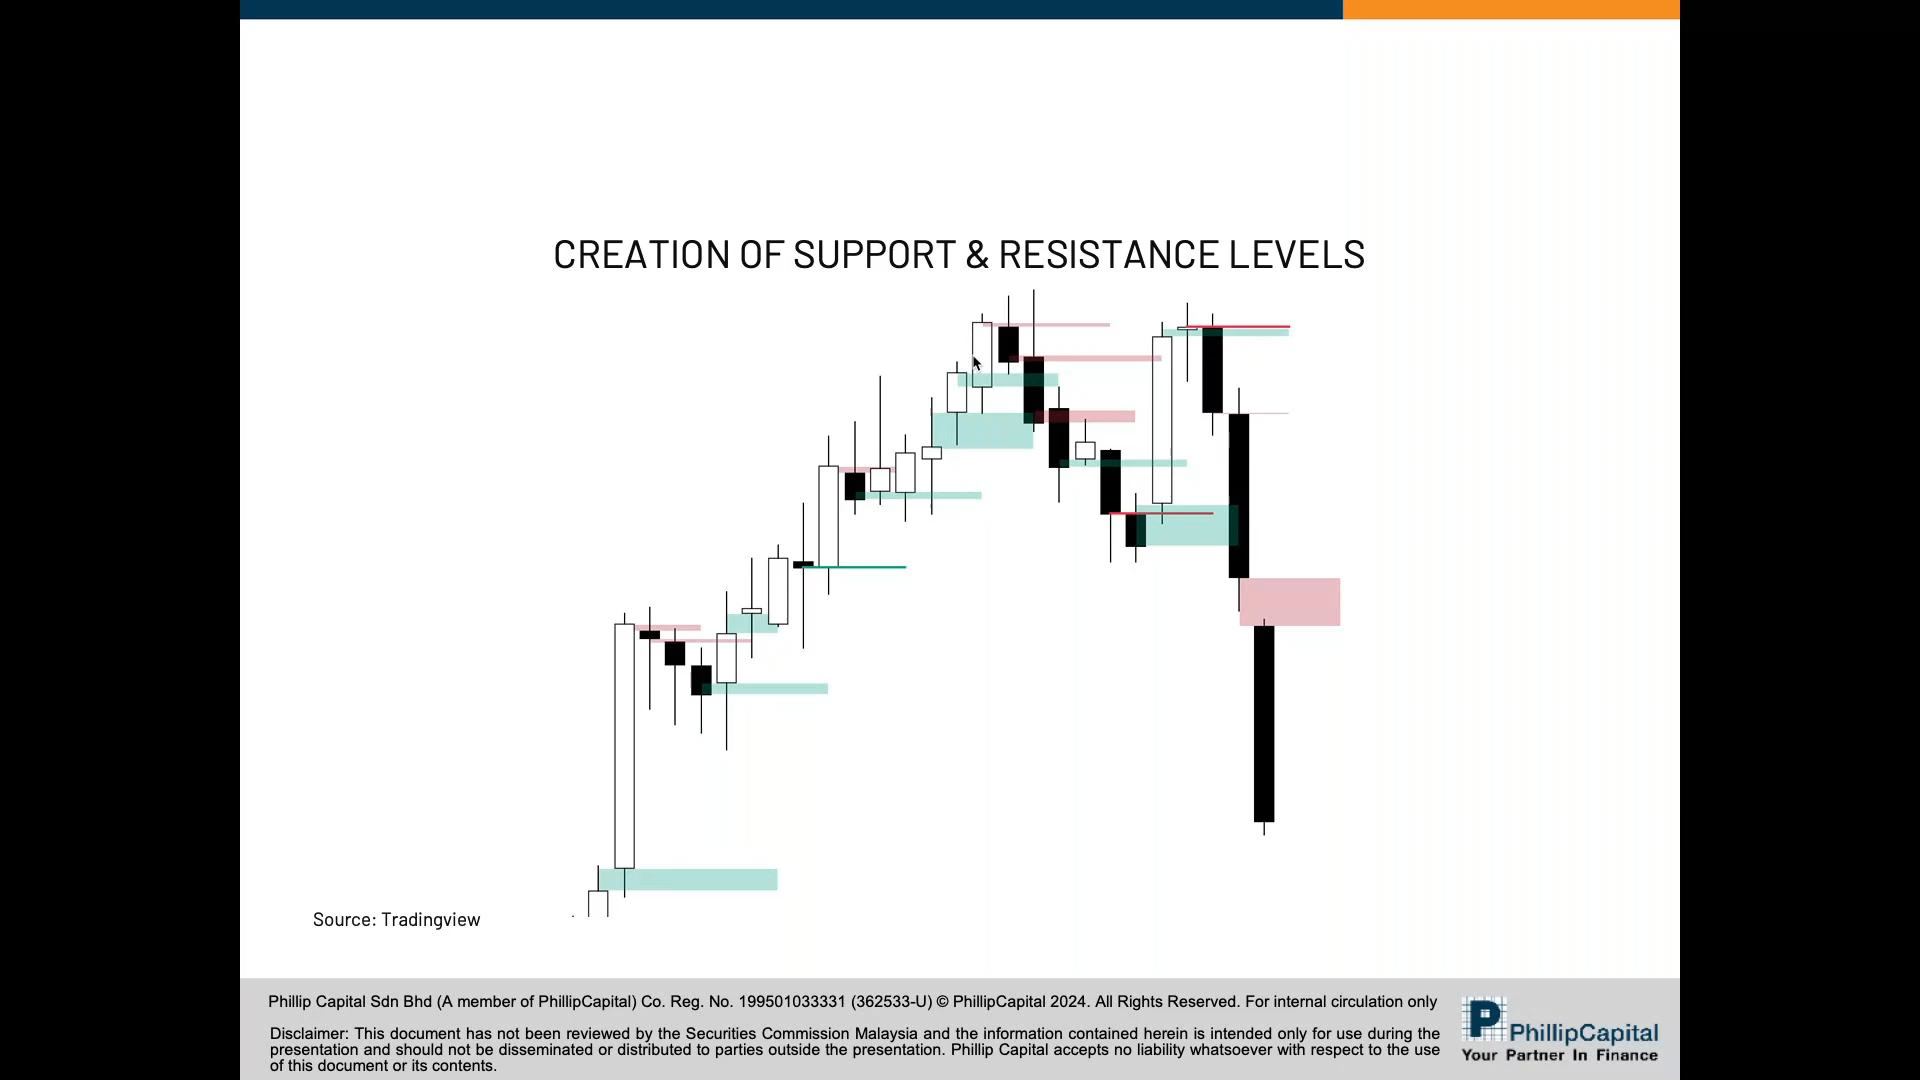 CREATION OF SUPPORT & RESISTANCE LEVELS
Source: Tradingview
Phillip Capital Sdn Bhd (A member of PhillipCapital) Co. Reg. No. 199501033331 (362533-U) © PhillipCapital 2024. All Rights Reserved. For internal circulation only
Disclaimer: This document has not been reviewed by the Securities Commission Malaysia and the information contained herein is intended only for use during the
presentation and should not be disseminated or distributed to parties outside the presentation. Phillip Capital accepts no liability whatsoever with respect to the use
of this document or its contents.
P
PhillipCapital
Your Partner In Finance